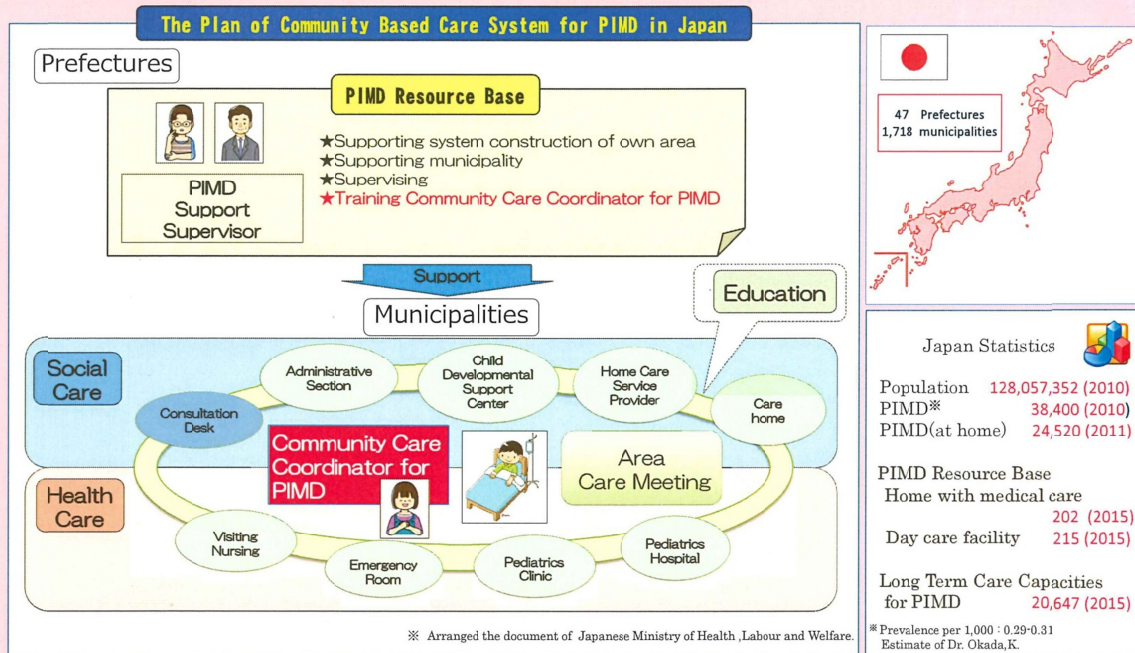 The Plan of Community Based Care System for PIMD in Japan
Prefectures
PIMD Resource Base
PIMD
Support
Supervisor
★Supporting system construction of own area
★Supporting municipality
★Supervising
★Training Community Care Coordinator for PIMD
Support
Municipalities
Education
Social
Care
Consultation
Desk
Administrative
Section
Child
Developmental
Support
Center
Home Care
Service
Provider
Care
home
Community Care
Coordinator for
PIMD
Area
Care Meeting
Health
Care
Visiting
Nursing
Emergency
Room
Pediatrics
Clinic
Pediatrics
Hospital
※ Arranged the document of Japanese Ministry of Health ,Labour and Welfare.
47 Prefectures
1,718 municipalities
Japan Statistics
Population 128,057,352 (2010)
PIMD※ 38,400 (2010)
PIMD(at home) 24,520 (2011)
PIMD Resource Base
Home with medical care
202 (2015)
Day care facility 215 (2015)
Long Term Care Capacities
for PIMD 20,647 (2015)
※Prevalence per 1,000 : 0.29-0.31
Estimate of Dr. Okada,K.